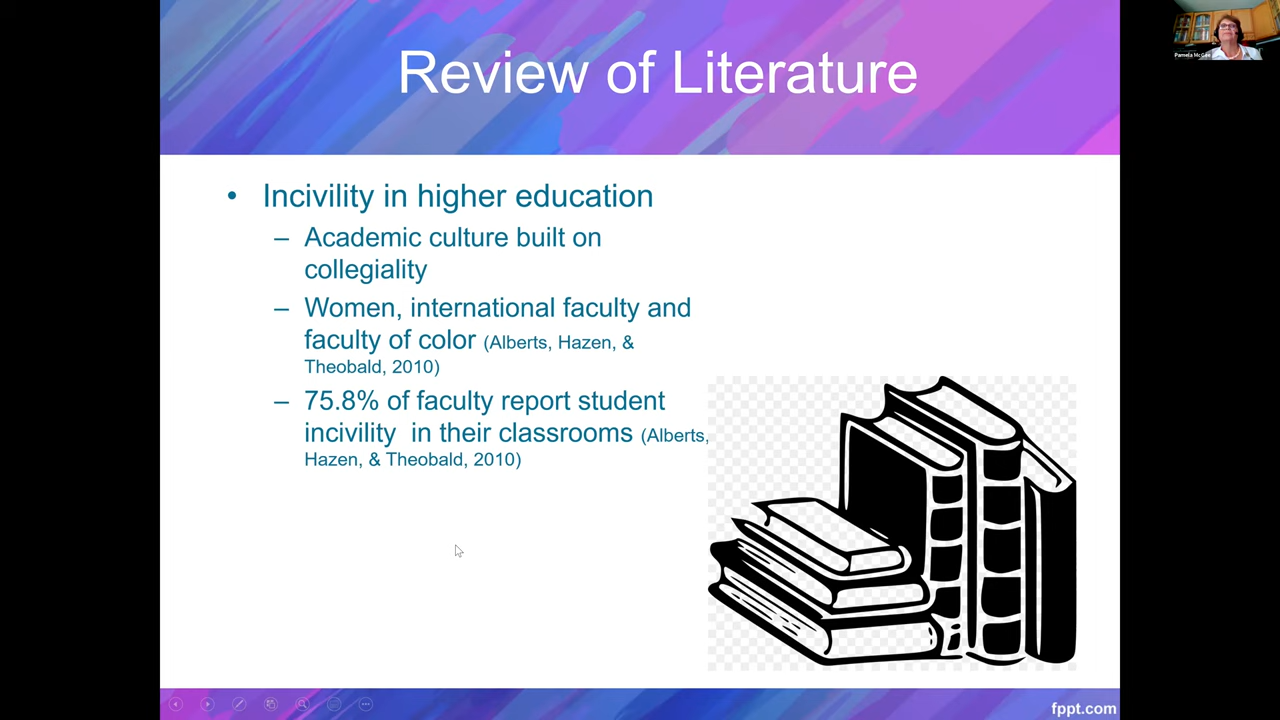 Review of Literature
Pamela McGee
• Incivility in higher education
– Academic culture built on
collegiality
– Women, international faculty and
faculty of color (Alberts, Hazen, &
Theobald, 2010)
– 75.8% of faculty report student
incivility  in their classrooms (Alberts,
Hazen, & Theobald, 2010)
fppt.com